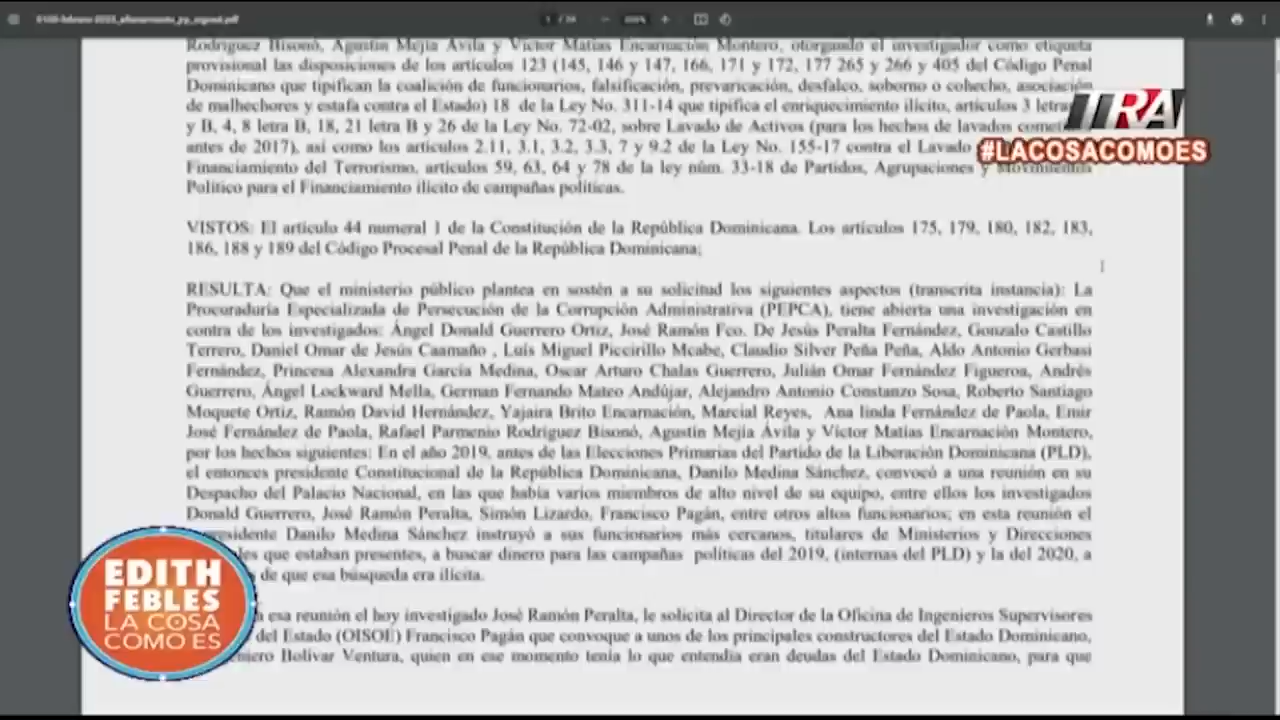 Rodríguez Bisonó, Agustín Mejía Ávila y Víctor Matías Encarnación Montero, otorgando el investigador como etiqueta
provisional las disposiciones de los artículos 123 (145, 146 y 147, 166, 171 y 172, 177 265 y 266 y 405 del Código Penal
Dominicano que tipifican la coalición de funcionarios, falsificación, prevaricación, desfalco, soborno o cohecho, asociación
de malhechores y estafa contra el Estado) 18 de la Ley No. 311-14 que tipifica el enriquecimiento ilícito, artículos 3
y B, 4, 8 letra B, 18, 21 letra B y 26 de la Ley No. 72-02, sobre Lavado de Activos (para los hechos de lavados
antes de 2017), así como los artículos 2.11, 3.1, 3.2, 3.3, 7 y 9.2 de la Ley No. 155-17 contra el Lavado
Financiamiento del Terrorismo, artículos 59, 63, 64 y 78 de la ley núm. 33-18 de Partidos, Agrupaciones y Movimientos
Político para el Financiamiento ilícito de campañas políticas.
TRA
#LACOSACOMOES
VISTOS: El artículo 44 numeral 1 de la Constitución de la República Dominicana. Los artículos 175, 179, 180, 182, 183,
186, 188 y 189 del Código Procesal Penal de la República Dominicana;
RESULTA: Que el ministerio público plantea en sostén a su solicitud los siguientes aspectos (transcrita instancia): La
Procuraduría Especializada de Persecución de la Corrupción Administrativa (PEPCA), tiene abierta una investigación en
contra de los investigados: Ángel Donald Guerrero Ortiz, José Ramón Fco. De Jesús Peralta Fernández, Gonzalo Castillo
Terrero, Daniel Omar de Jesús Caamaño , Luís Miguel Piccirillo Mcabe, Claudio Silver Peña Peña, Aldo Antonio Gerbasi
Fernández, Princesa Alexandra García Medina, Oscar Arturo Chalas Guerrero, Julián Omar Fernández Figueroa, Andrés
Guerrero, Ángel Lockward Mella, German Fernando Mateo Andújar, Alejandro Antonio Constanzo Sosa, Roberto Santiago
Moquete Ortiz, Ramón David Hernández, Yajaira Brito Encarnación, Marcial Reyes, Ana linda Fernández de Paola, Emir
José Fernández de Paola, Rafael Parmenio Rodríguez Bisonó, Agustín Mejía Ávila y Víctor Matías Encarnación Montero,
por los hechos siguientes: En el año 2019, antes de las Elecciones Primarias del Partido de la Liberación Dominicana (PLD),
el entonces presidente Constitucional de la República Dominicana, Danilo Medina Sánchez, convocó a una reunión en su
Despacho del Palacio Nacional, en las que había varios miembros de alto nivel de su equipo, entre ellos los investigados
Donald Guerrero, José Ramón Peralta, Simón Lizardo, Francisco Pagán, entre otros altos funcionarios; en esta reunión el
Danilo Medina Sánchez instruyó a sus funcionarios más cercanos, titulares de Ministerios y Direcciones
que estaban presentes, a buscar dinero para las campañas políticas del 2019, (internas del PLD) y la del 2020, a
de que esa búsqueda era ilícita.
esa reunión el hoy investigado José Ramón Peralta, le solicita al Director de la Oficina de Ingenieros Supervisores
del Estado (OISOE) Francisco Pagán que convoque a unos de los principales constructores del Estado Dominicano,
Bolívar Ventura, quien en ese momento tenía lo que entendía eran deudas del Estado Dominicano, para que
EDITH
FEBLES
LA COSA
COMO ES